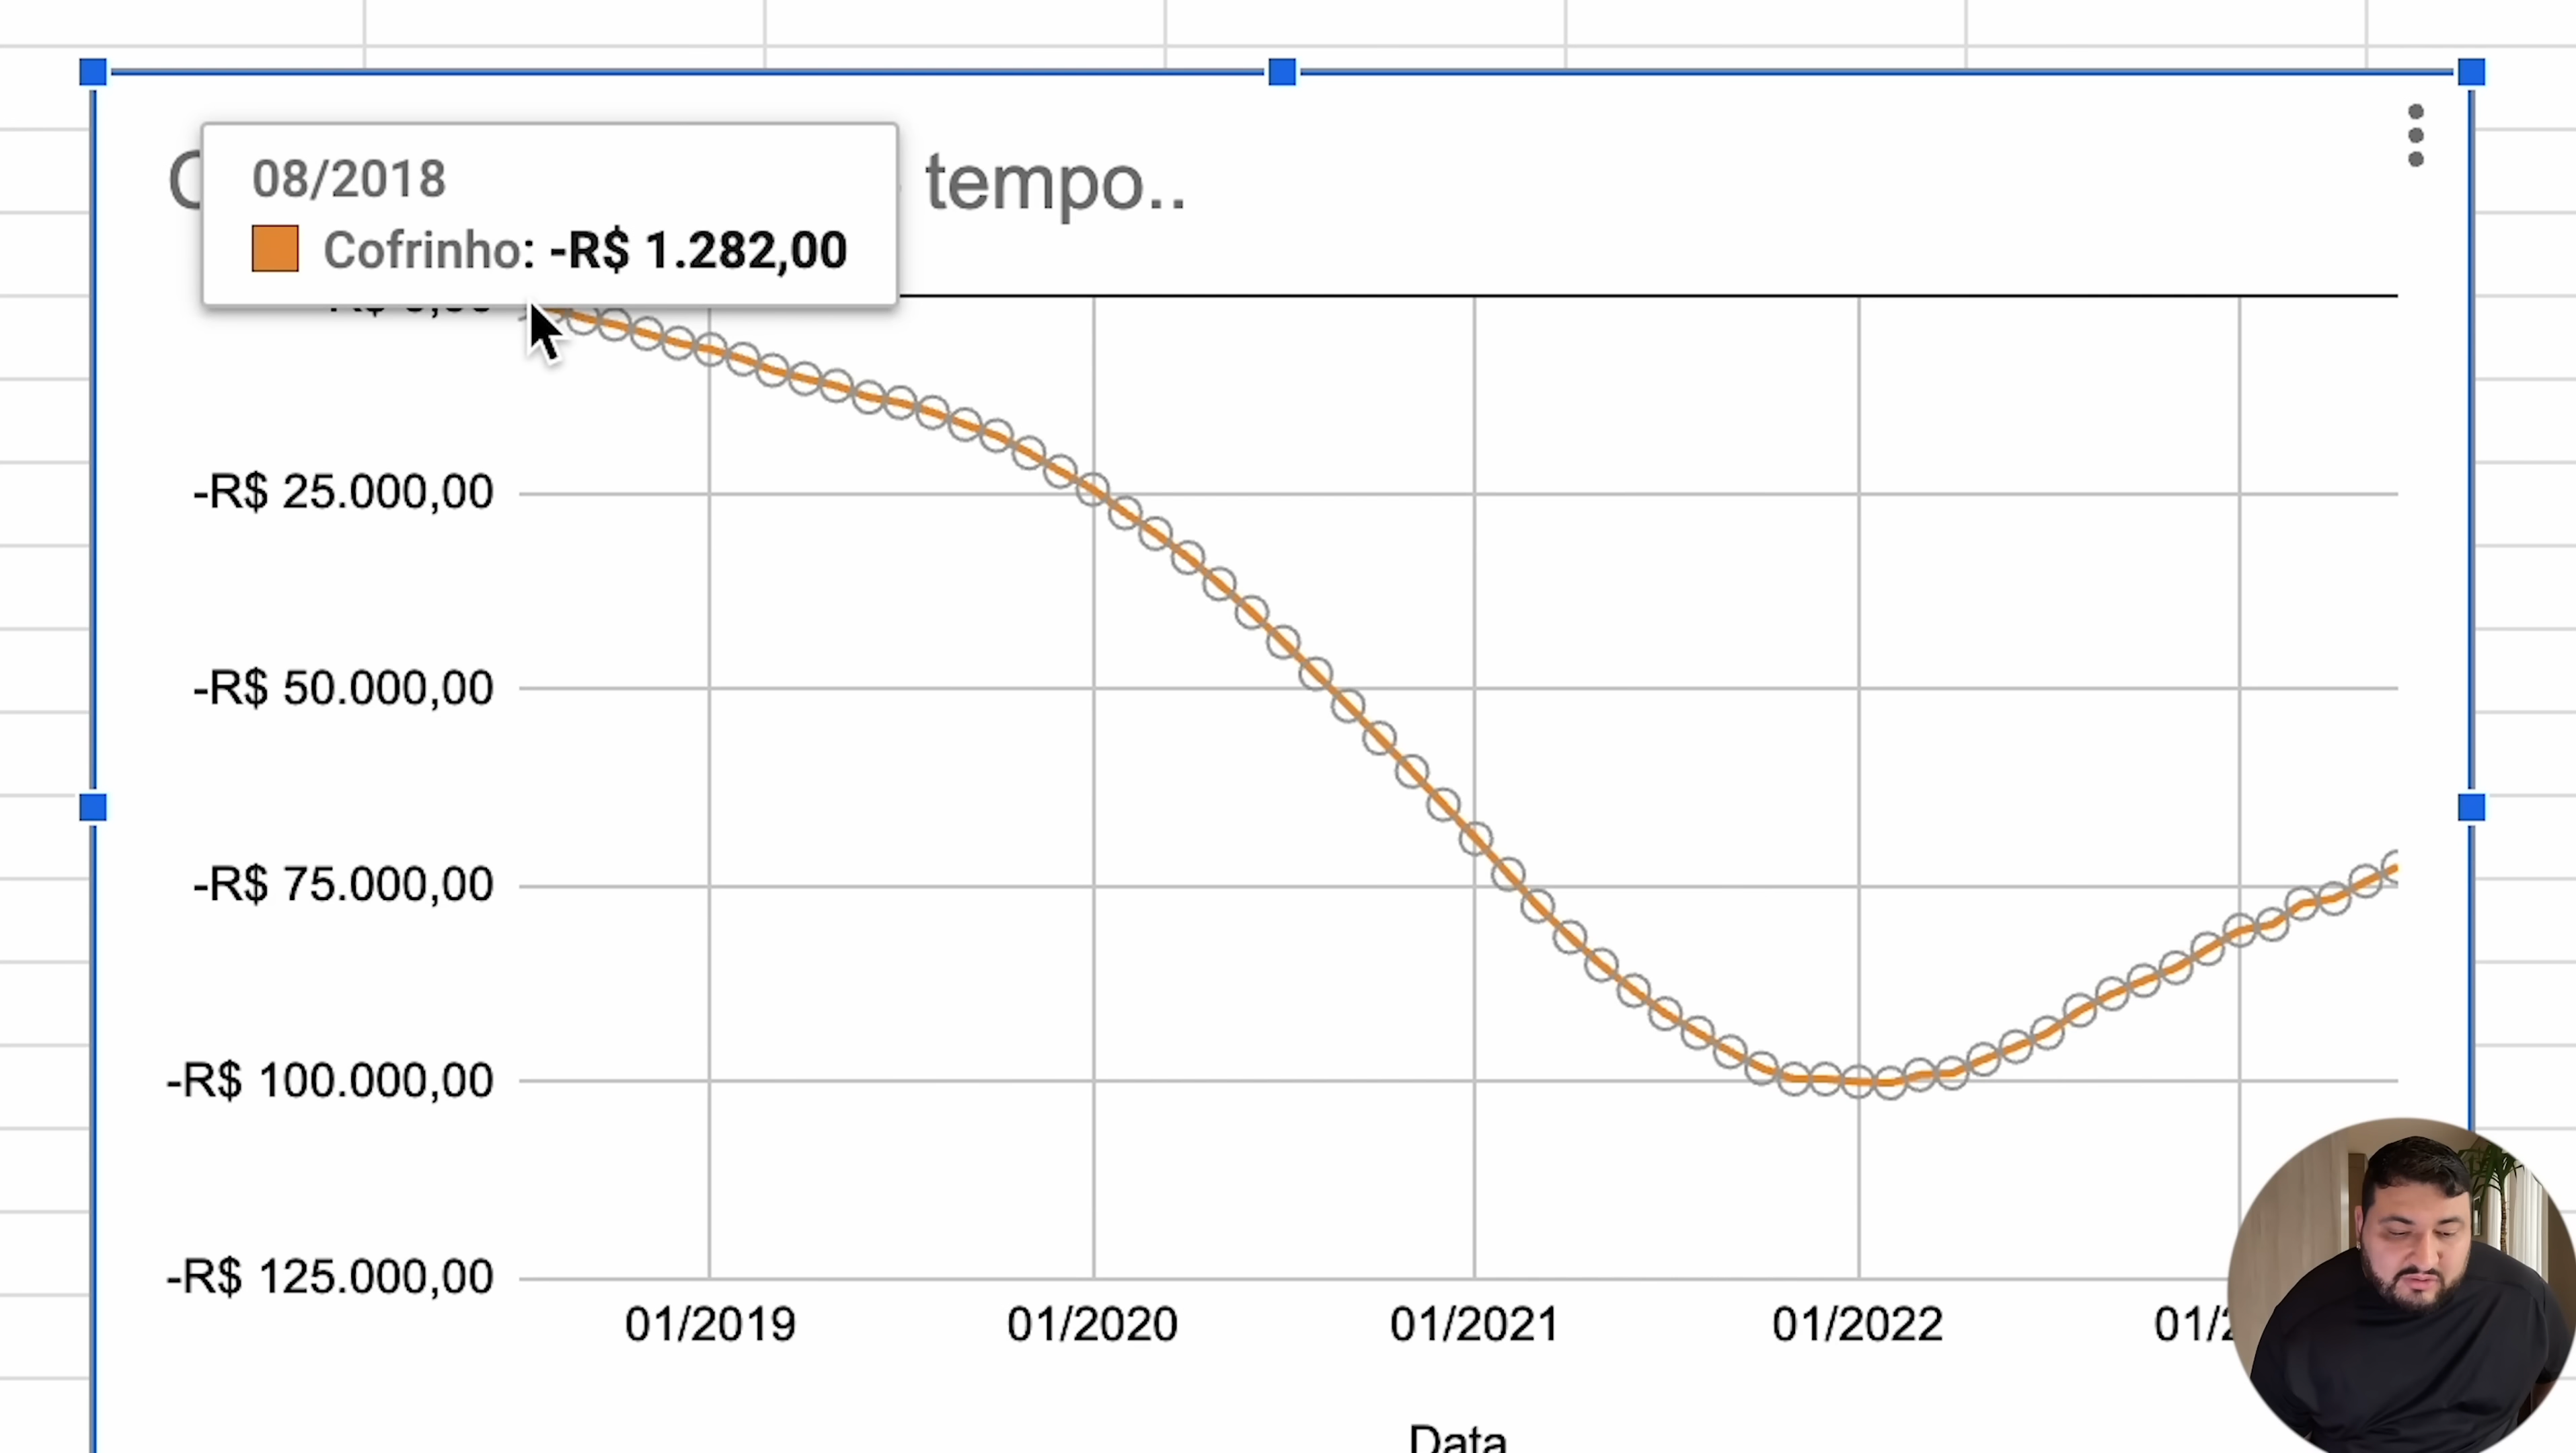 08/2018
Cofrinho: -R$ 1.282,00
tempo..
-R$ 25.000,00
-R$ 50.000,00
-R$ 75.000,00
-R$ 100.000,00
-R$ 125.000,00
01/2019
01/2020
01/2021
01/2022
Data